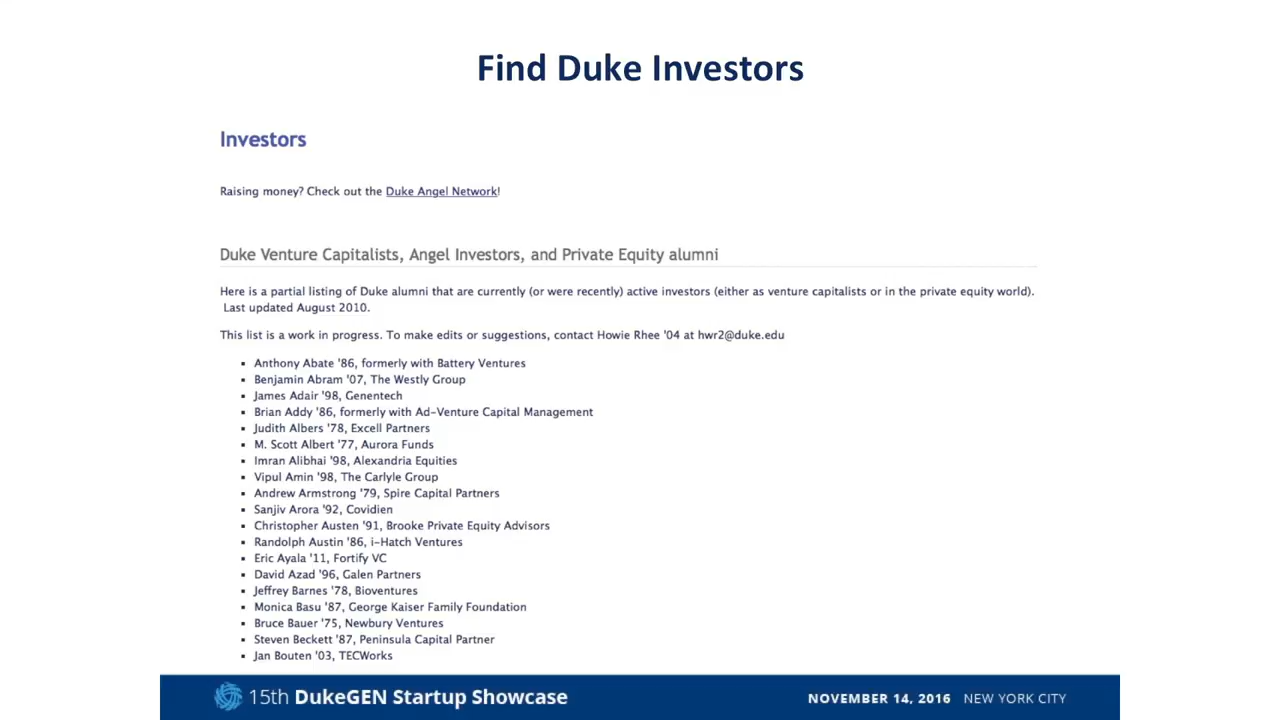 Find Duke Investors
Investors
Raising money? Check out the Duke Angel Network!
Duke Venture Capitalists, Angel Investors, and Private Equity alumni
Here is a partial listing of Duke alumni that are currently (or were recently) active investors (either as venture capitalists or in the private equity world).
Last updated August 2010.
This list is a work in progress. To make edits or suggestions, contact Howie Rhee '04 at hwr2@duke.edu
▪ Anthony Abate '86, formerly with Battery Ventures
▪ Benjamin Abram '07, The Westly Group
▪ James Adair '98, Genentech
▪ Brian Addy '86, formerly with Ad-Venture Capital Management
▪ Judith Albers '78, Excell Partners
▪ M. Scott Albert '77, Aurora Funds
▪ Imran Alibhai '98, Alexandria Equities
▪ Vipul Amin '98, The Carlyle Group
▪ Andrew Armstrong '79, Spire Capital Partners
▪ Sanjiv Arora '92, Covidien
▪ Christopher Austen '91, Brooke Private Equity Advisors
▪ Randolph Austin '86, i-Hatch Ventures
▪ Eric Ayala '11, Fortify VC
▪ David Azad '96, Galen Partners
▪ Jeffrey Barnes '78, Bioventures
▪ Monica Basu '87, George Kaiser Family Foundation
▪ Bruce Bauer '75, Newbury Ventures
▪ Steven Beckett '87, Peninsula Capital Partner
▪ Jan Bouten '03, TECWorks
15th DukeGEN Startup Showcase
NOVEMBER 14, 2016 NEW YORK CITY